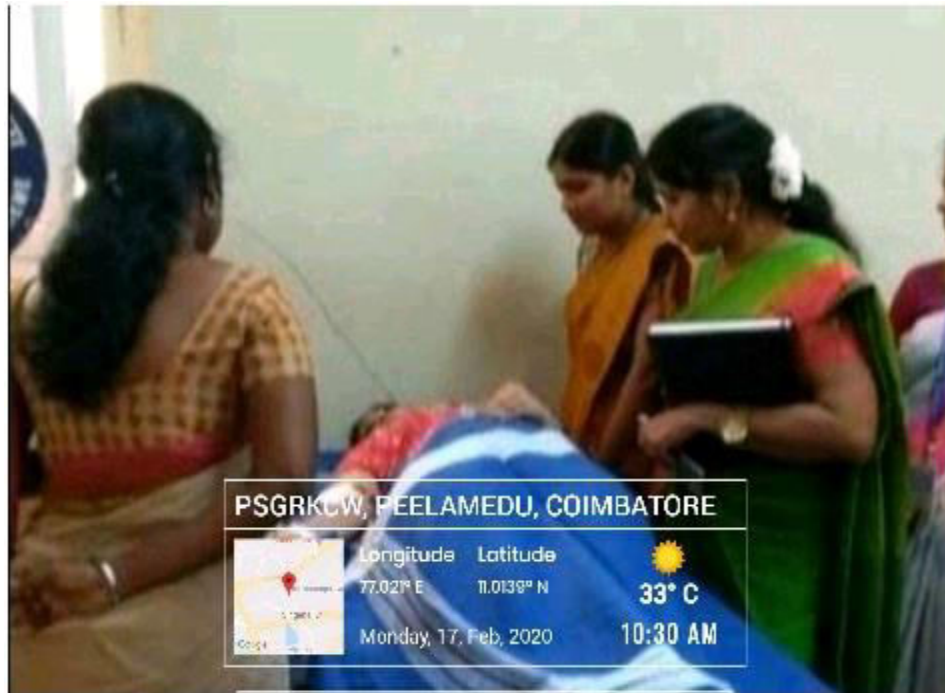 PSGRKCW, PEELAMEDU, COIMBATORE
Longitude Latitude
77.021° E 11.0139° N
33° C
Monday, 17, Feb, 2020
10:30 AM